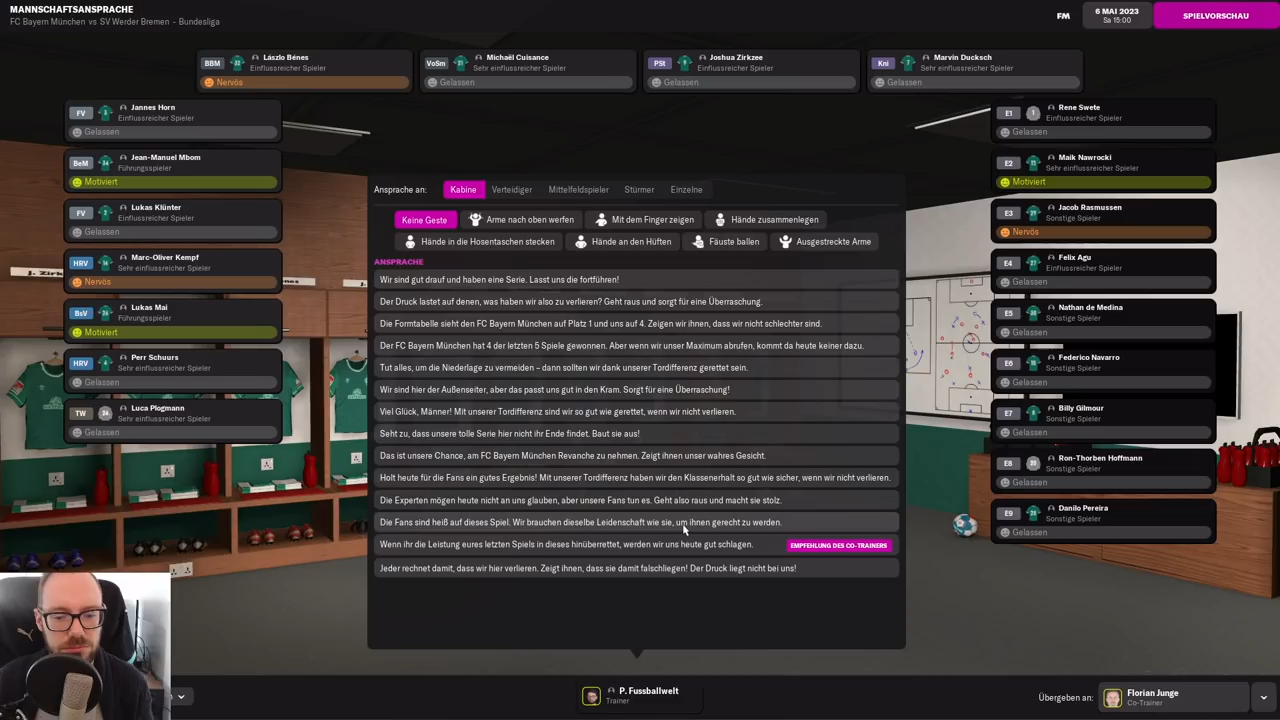 MANNSCHAFTSANSPRACHE
FC Bayern München vs SV Werder Bremen - Bundesliga
FM
6 MAI 2023
Sa 15:00
SPIELVORSCHAU
BBM
László Bénes
Einflussreicher Spieler
Nervös
VoSm
Michaël Cuisance
Sehr einflussreicher Spieler
Gelassen
PSt
Joshua Zirkzee
Einflussreicher Spieler
Gelassen
Kni
Marvin Ducksch
Sehr einflussreicher Spieler
Gelassen
FV
Jannes Horn
Einflussreicher Spieler
Gelassen
BeM
Jean-Manuel Mbom
Führungsspieler
Motiviert
FV
Lukas Klünter
Einflussreicher Spieler
Gelassen
HRV
Marc-Oliver Kempf
Sehr einflussreicher Spieler
Nervös
BsV
Lukas Mai
Führungsspieler
Motiviert
HRV
Perr Schuurs
Sehr einflussreicher Spieler
Gelassen
TW
Luca Plogmann
Sehr einflussreicher Spieler
Gelassen
J. Zirk
Ansprache an:
Kabine
Verteidiger
Mittelfeldspieler
Stürmer
Einzelne
Keine Geste
Arme nach oben werfen
Mit dem Finger zeigen
Hände zusammenlegen
Hände in die Hosentaschen stecken
Hände an den Hüften
Fäuste ballen
Ausgestreckte Arme
ANSPRACHE
Wir sind gut drauf und haben eine Serie. Lasst uns die fortführen!
Der Druck lastet auf denen, was haben wir also zu verlieren? Geht raus und sorgt für eine Überraschung.
Die Formtabelle sieht den FC Bayern München auf Platz 1 und uns auf 4. Zeigen wir ihnen, dass wir nicht schlechter sind.
Der FC Bayern München hat 4 der letzten 5 Spiele gewonnen. Aber wenn wir unser Maximum abrufen, kommt da heute keiner dazu.
Tut alles, um die Niederlage zu vermeiden – dann sollten wir dank unserer Tordifferenz gerettet sein.
Wir sind hier der Außenseiter, aber das passt uns gut in den Kram. Sorgt für eine Überraschung!
Viel Glück, Männer! Mit unserer Tordifferenz sind wir so gut wie gerettet, wenn wir nicht verlieren.
Seht zu, dass unsere tolle Serie hier nicht ihr Ende findet. Baut sie aus!
Das ist unsere Chance, am FC Bayern München Revanche zu nehmen. Zeigt ihnen unser wahres Gesicht.
Holt heute für die Fans ein gutes Ergebnis! Mit unserer Tordifferenz haben wir den Klassenerhalt so gut wie sicher, wenn wir nicht verlieren.
Die Experten mögen heute nicht an uns glauben, aber unsere Fans tun es. Geht also raus und macht sie stolz.
Die Fans sind heiß auf dieses Spiel. Wir brauchen dieselbe Leidenschaft wie sie, um ihnen gerecht zu werden.
Wenn ihr die Leistung eures letzten Spiels in dieses hinüberrettet, werden wir uns heute gut schlagen.
EMPFEHLUNG DES CO-TRAINERS
Jeder rechnet damit, dass wir hier verlieren. Zeigt ihnen, dass sie damit falschliegen! Der Druck liegt nicht bei uns!
E1
Rene Swete
Einflussreicher Spieler
Gelassen
E2
Maik Nawrocki
Sehr einflussreicher Spieler
Motiviert
E3
Jacob Rasmussen
Sonstige Spieler
Nervös
E4
Felix Agu
Einflussreicher Spieler
Gelassen
E5
Nathan de Medina
Sonstige Spieler
Gelassen
E6
Federico Navarro
Sonstige Spieler
Gelassen
E7
Billy Gilmour
Sonstige Spieler
Gelassen
E8
Ron-Thorben Hoffmann
Sonstige Spieler
Gelassen
E9
Danilo Pereira
Sonstige Spieler
Gelassen
P. Fussballwelt
Trainer
Übergeben an:
Florian Junge
Co-Trainer